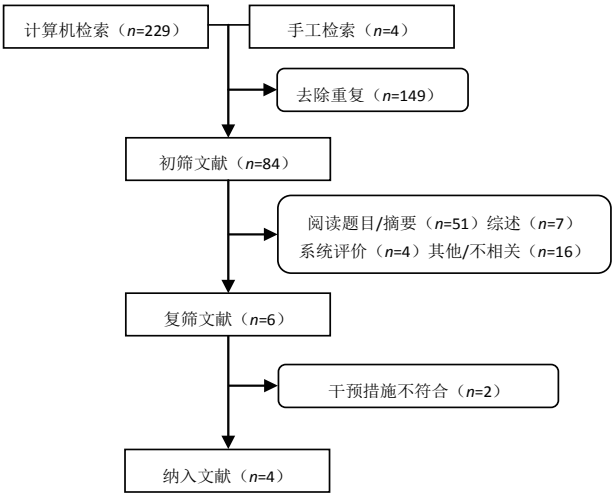 计算机检索（n=229）
手工检索（n=4）
去除重复（n=149）
初筛文献（n=84）
阅读题目/摘要（n=51）综述（n=7）
系统评价（n=4）其他/不相关（n=16）
复筛文献（n=6）
干预措施不符合（n=2）
纳入文献（n=4）